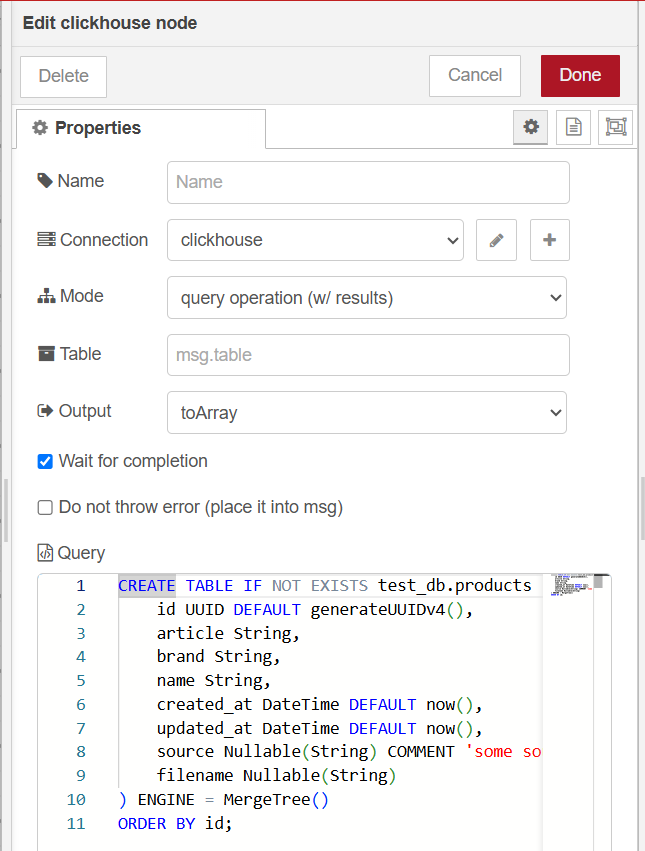 Edit clickhouse node
Delete
Cancel
Done
Properties
Name
Name
Connection
clickhouse
Mode
query operation (w/ results)
Table
msg.table
Output
toArray
Wait for completion
Do not throw error (place it into msg)
Query
1 CREATE TABLE IF NOT EXISTS test_db.products
2 id UUID DEFAULT generateUUIDv4(),
3 article String,
4 brand String,
5 name String,
6 created_at DateTime DEFAULT now(),
7 updated_at DateTime DEFAULT now(),
8 source Nullable(String) COMMENT 'some so
9 filename Nullable(String)
10 ) ENGINE = MergeTree()
11 ORDER BY id;